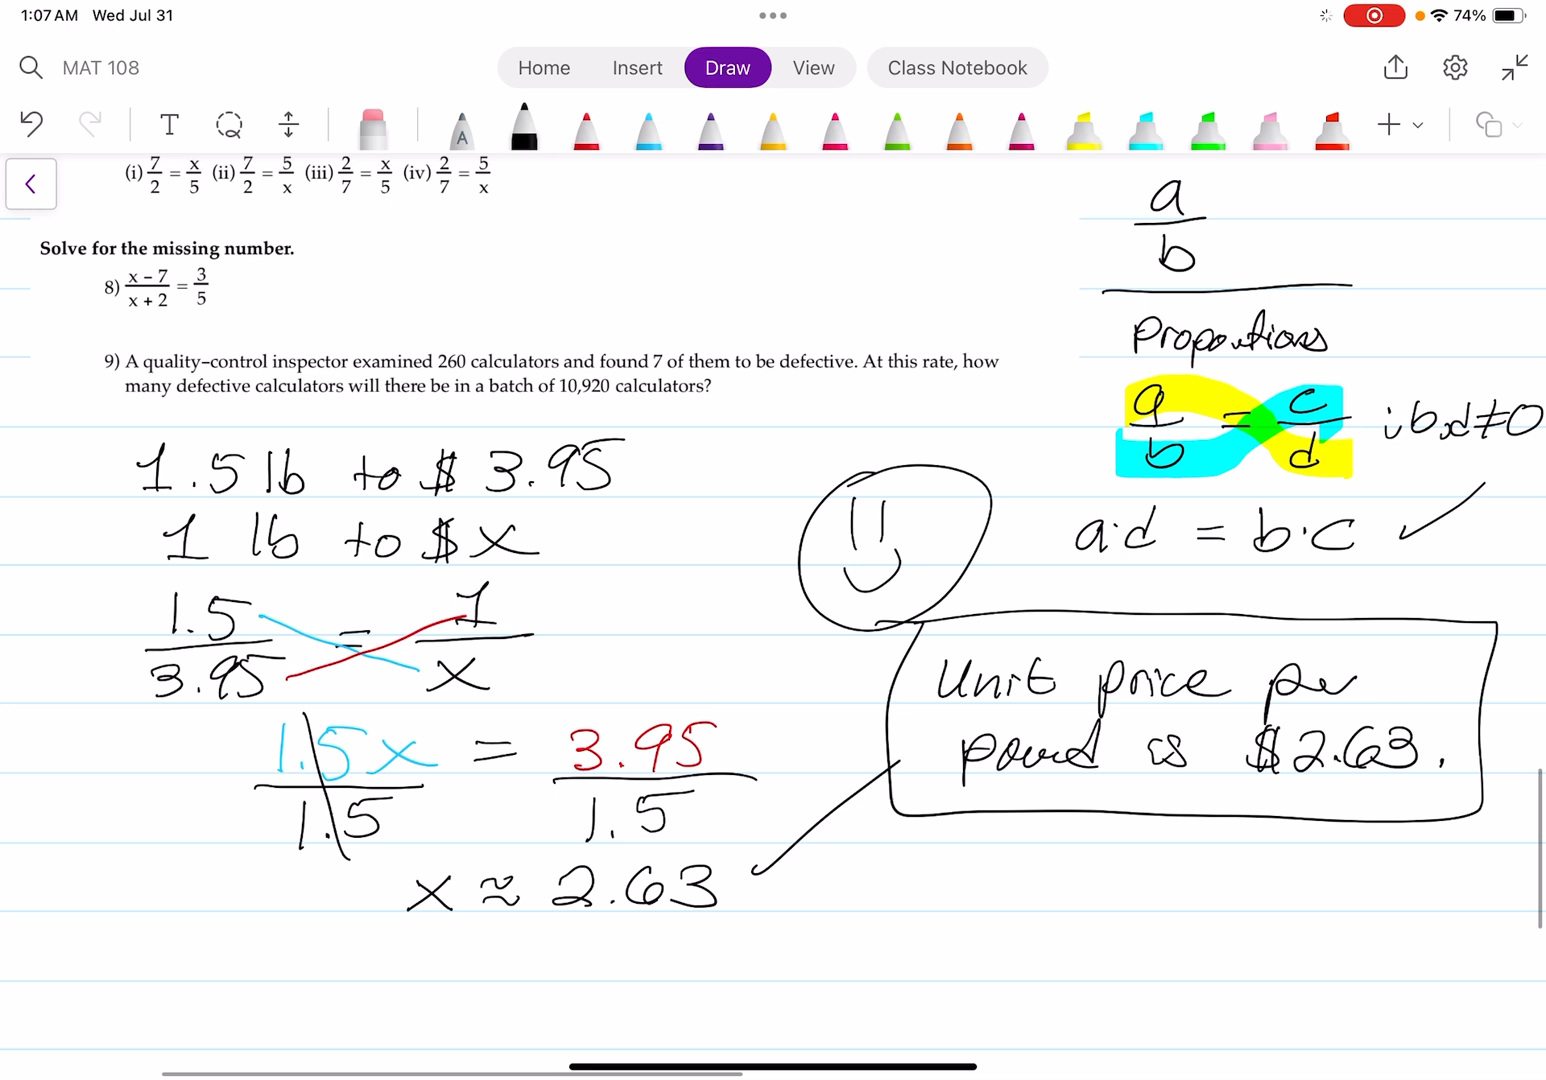 1:07 AM Wed Jul 31
74%
MAT 108
Home Insert Draw View Class Notebook
T
A
(i) 7/2 = x/5 (ii) 7/2 = 5/x (iii) 2/7 = x/5 (iv) 2/7 = 5/x
Solve for the missing number.
8) x – 7/x + 2 = 3/5
9) A quality–control inspector examined 260 calculators and found 7 of them to be defective. At this rate, how
many defective calculators will there be in a batch of 10,920 calculators?
1.5 lb to $ 3.95
1 lb to $ x
1.5/3.95 = 1/x
1.5x/1.5 = 3.95/1.5
x ≈ 2.63
a/b
Proportions
a/b = c/d ; b,d ≠ 0
a·d = b·c ✓
Unit price per
pound is $2.63.